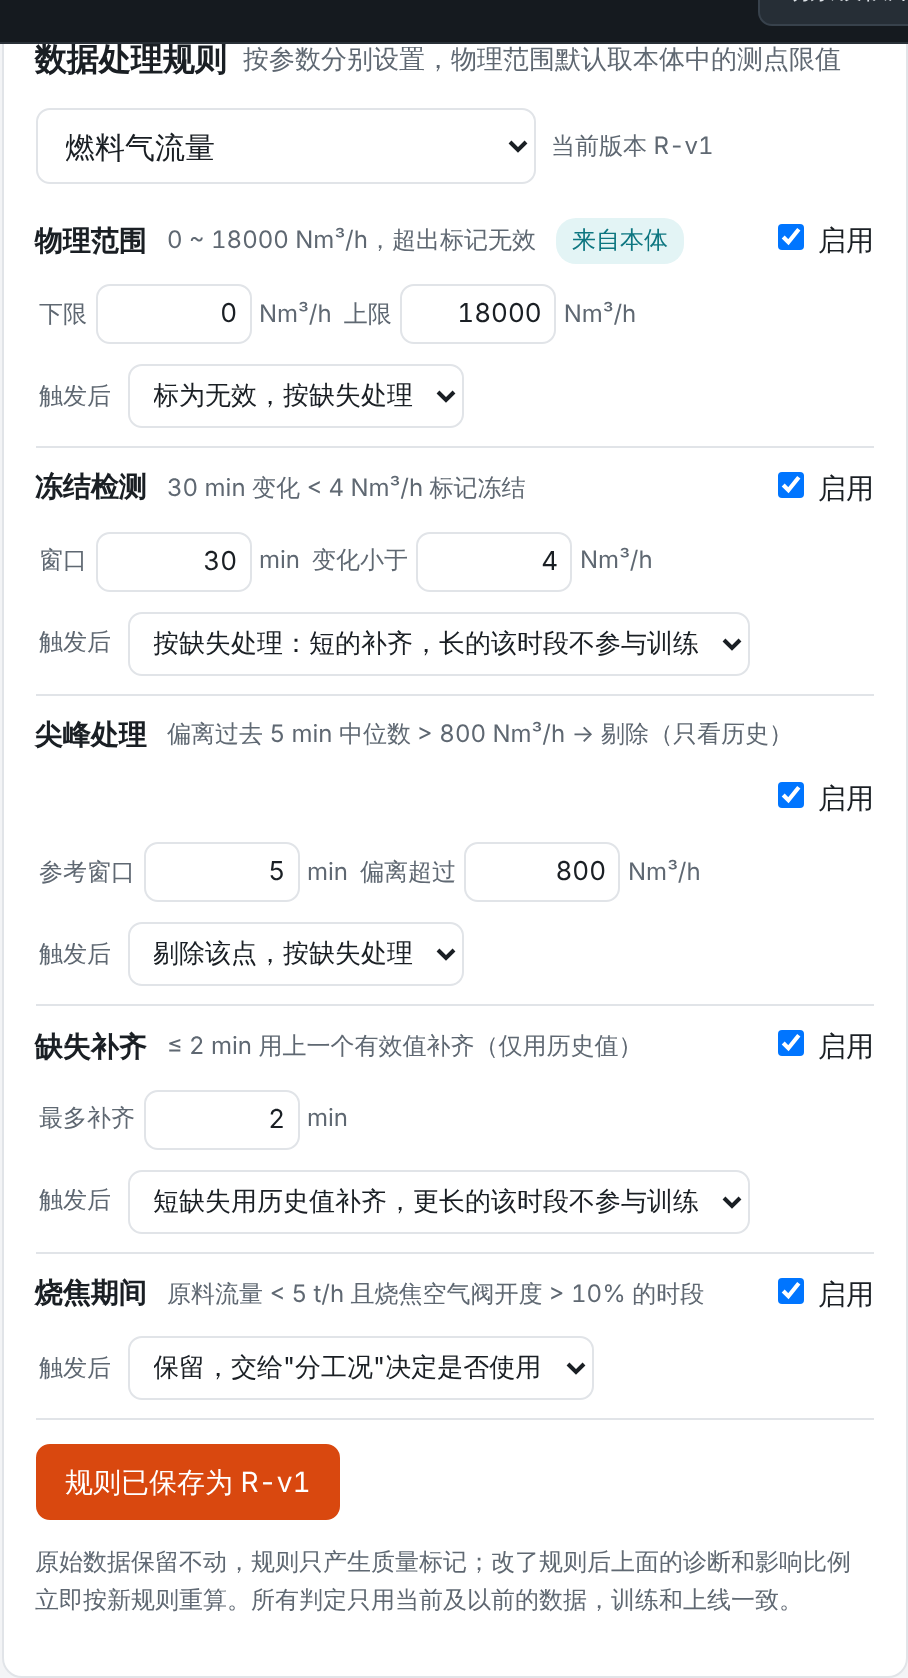 数据处理规则 按参数分别设置，物理范围默认取本体中的测点限值
燃料气流量 当前版本 R-v1
物理范围 0 ~ 18000 Nm³/h，超出标记无效 来自本体 启用
下限 0 Nm³/h 上限 18000 Nm³/h
触发后 标为无效，按缺失处理
冻结检测 30 min 变化 < 4 Nm³/h 标记冻结 启用
窗口 30 min 变化小于 4 Nm³/h
触发后 按缺失处理：短的补齐，长的该时段不参与训练
尖峰处理 偏离过去 5 min 中位数 > 800 Nm³/h → 剔除（只看历史）
启用
参考窗口 5 min 偏离超过 800 Nm³/h
触发后 剔除该点，按缺失处理
缺失补齐 ≤ 2 min 用上一个有效值补齐（仅用历史值） 启用
最多补齐 2 min
触发后 短缺失用历史值补齐，更长的该时段不参与训练
烧焦期间 原料流量 < 5 t/h 且烧焦空气阀开度 > 10% 的时段 启用
触发后 保留，交给"分工况"决定是否使用
规则已保存为 R-v1
原始数据保留不动，规则只产生质量标记；改了规则后上面的诊断和影响比例
立即按新规则重算。所有判定只用当前及以前的数据，训练和上线一致。